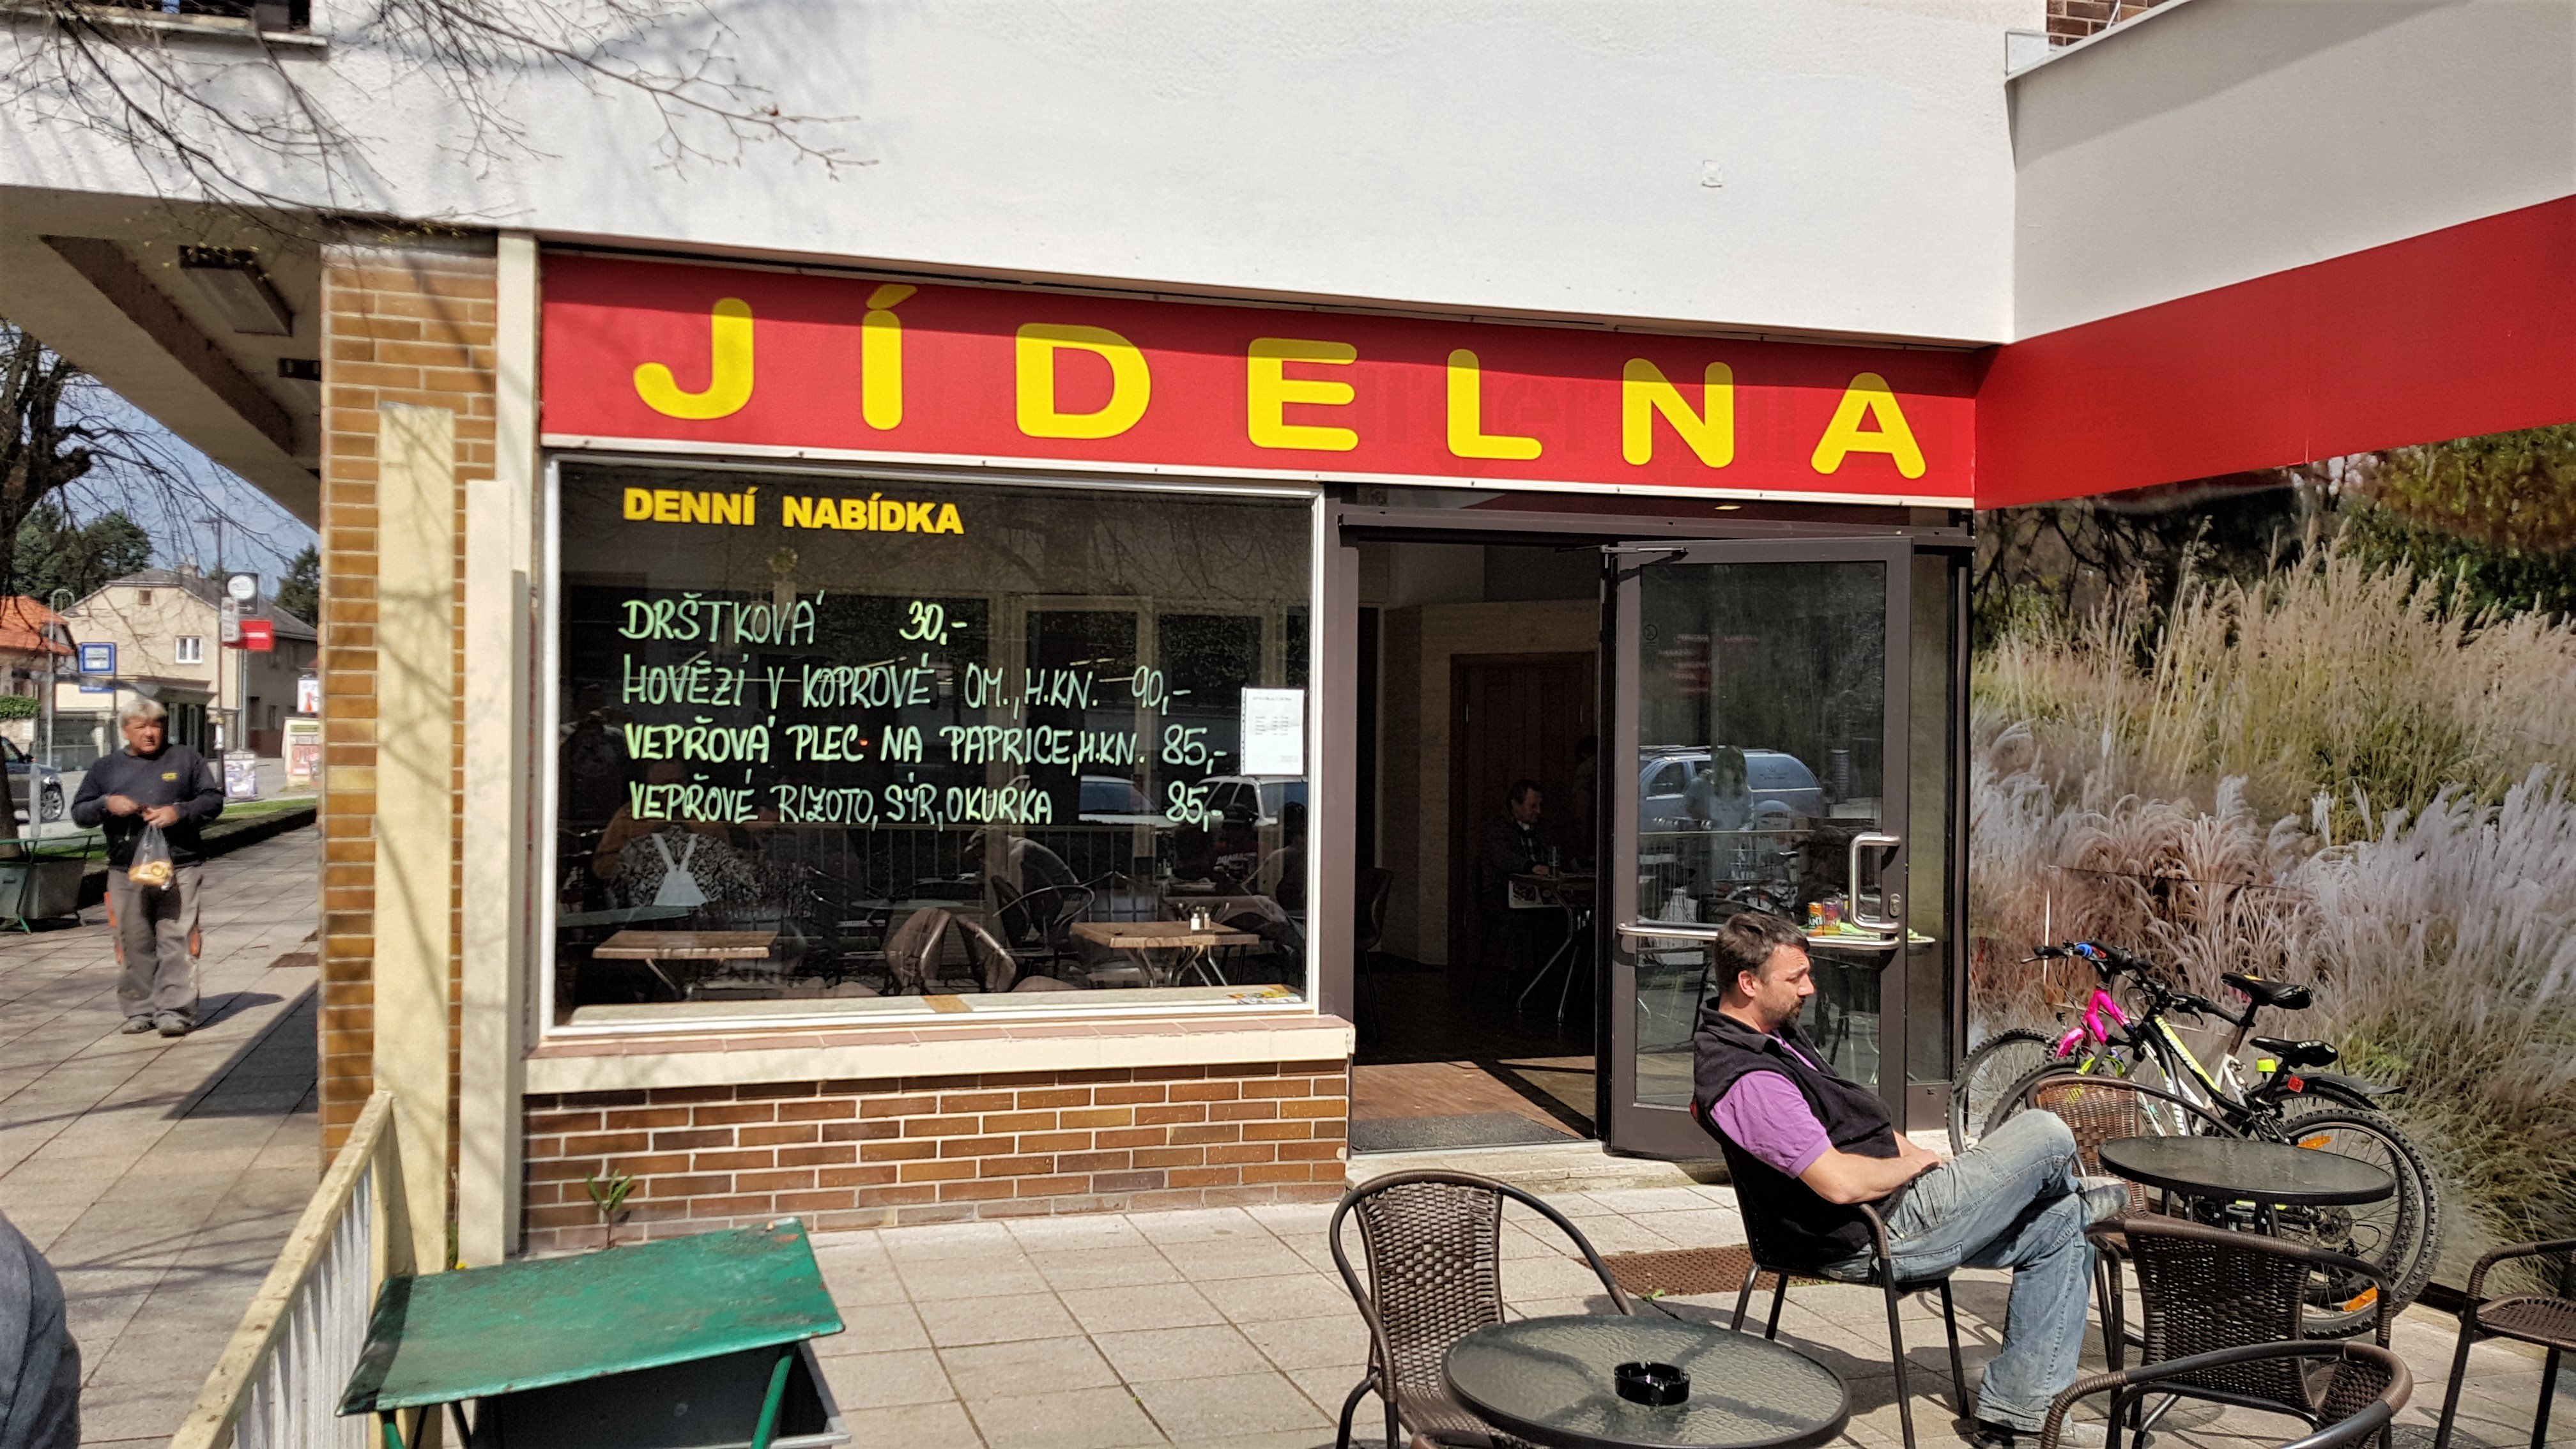 JÍDELNA
DENNÍ NABÍDKA
DRŠTKOVÁ 30,-
HOVĚZÍ V KOPROVÉ OM., H.KN. 90,-
VEPŘOVÁ PLEC NA PAPRICE, H.KN. 85,-
VEPŘOVÉ RIZOTO, SÝR, OKURKA 85,-